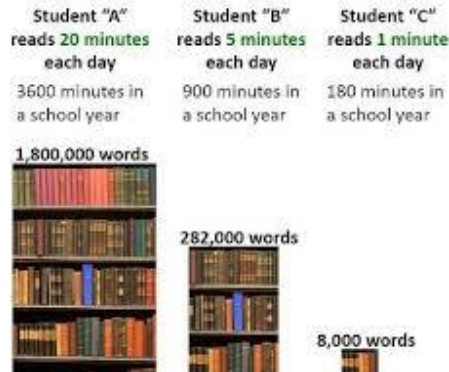 Student "A"
reads 20 minutes
each day
3600 minutes in
a school year
1,800,000 words
Student "B"
reads 5 minutes
each day
900 minutes in
a school year
282,000 words
Student "C"
reads 1 minute
each day
180 minutes in
a school year
8,000 words